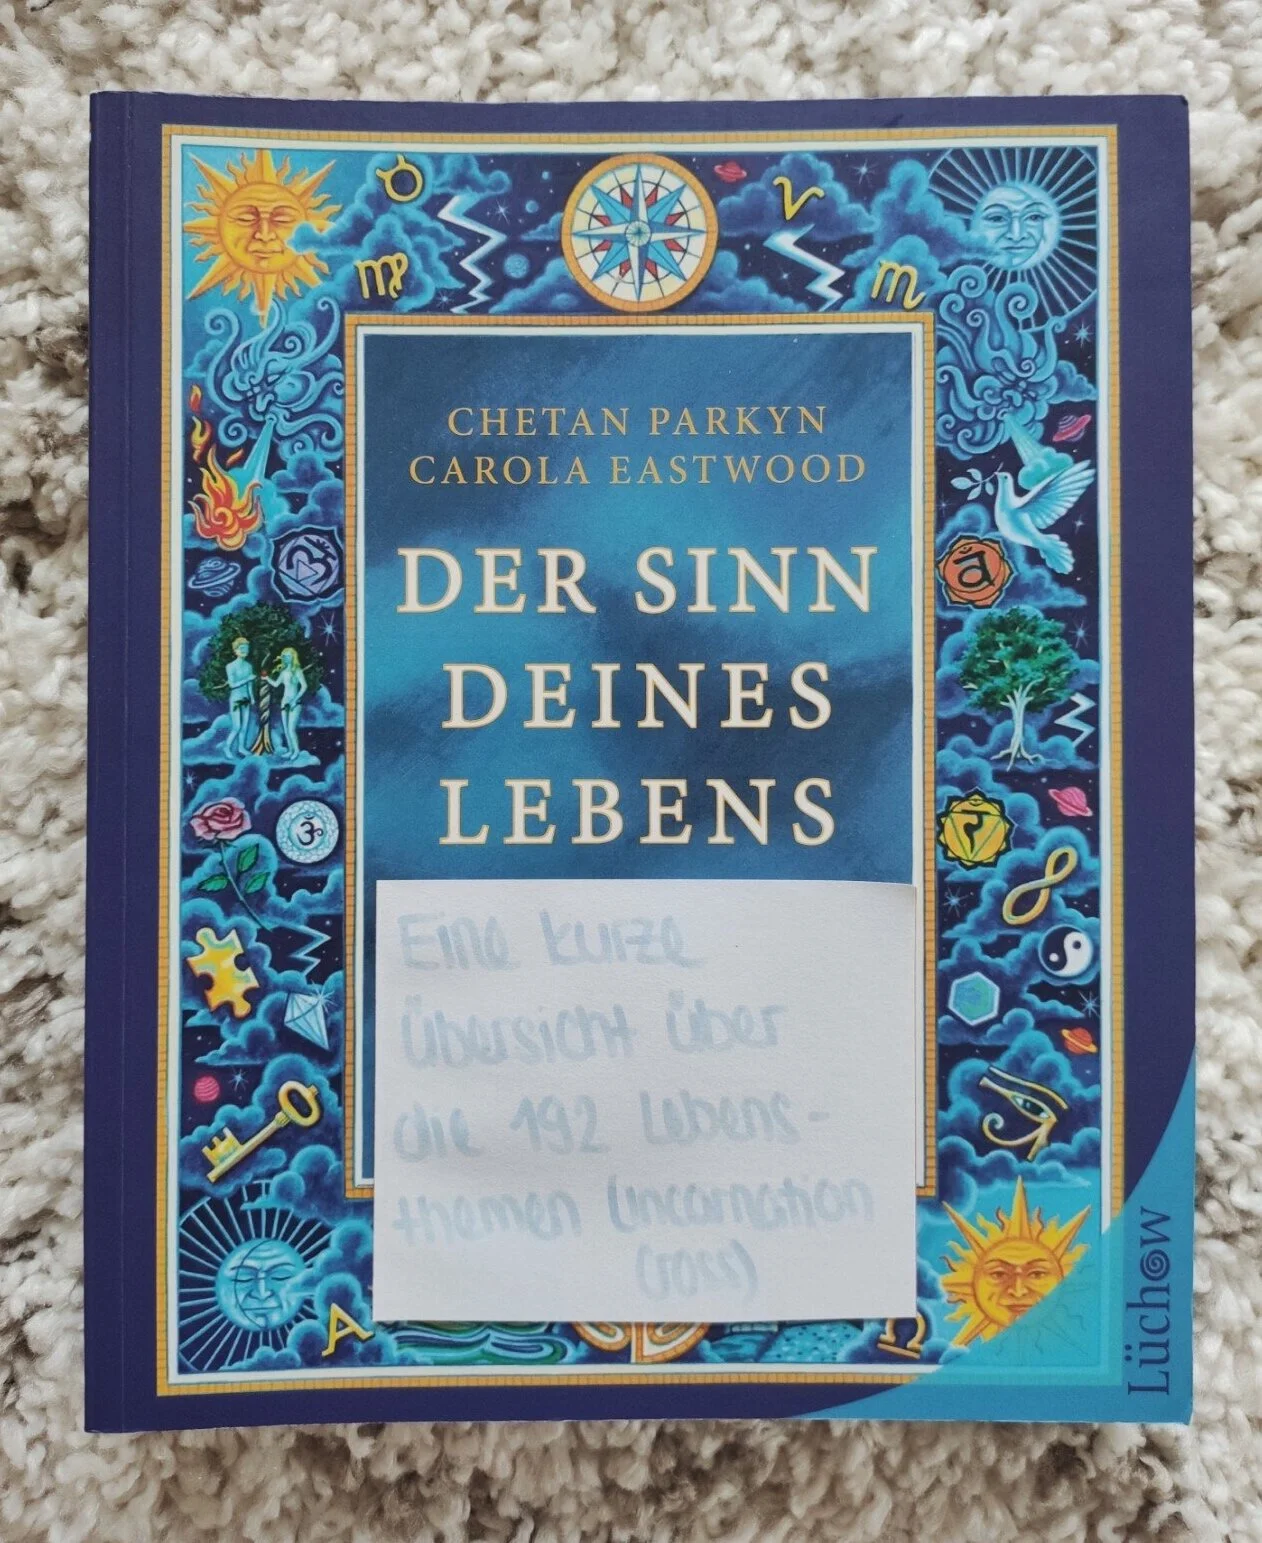 CHETAN PARKYN
CAROLA EASTWOOD
DER SINN
DEINES
LEBENS
Eine kurze
Übersicht über
die 192 Lebens-
themen (incarnation
cross)
Lüchow